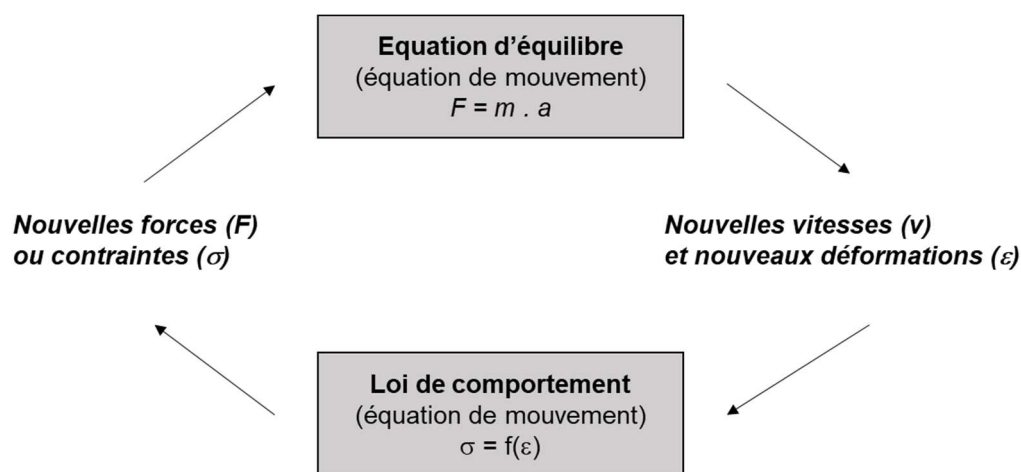 Equation d'équilibre
(équation de mouvement)
F = m . a
Nouvelles forces (F)
ou contraintes (σ)
Nouvelles vitesses (v)
et nouveaux déformations (ε)
Loi de comportement
(équation de mouvement)
σ = f(ε)